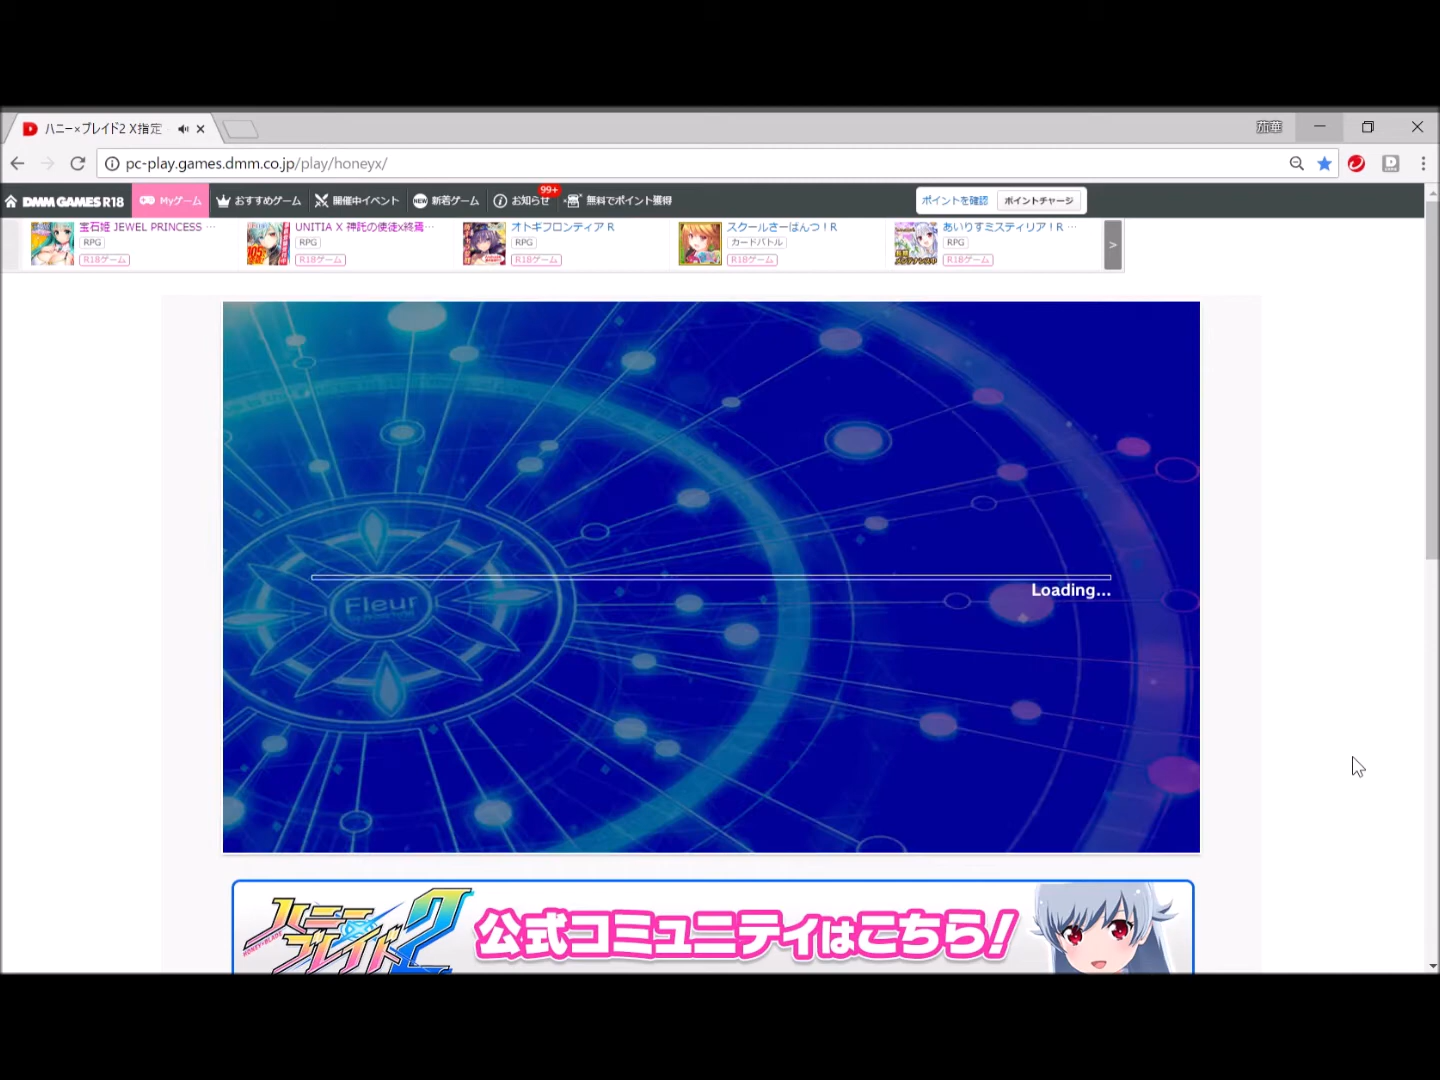 ハニー×ブレイド2 X指定
茄華
pc-play.games.dmm.co.jp/play/honeyx/
DMM GAMES R18
Myゲーム
おすすめゲーム
開催中イベント
NEW 新着ゲーム
お知らせ
99+
無料でポイント獲得
ポイントを確認
ポイントチャージ
宝石姫 JEWEL PRINCESS …
RPG
R18ゲーム
UNITIA X 神託の使徒x終焉…
RPG
R18ゲーム
オトギフロンティア R
RPG
R18ゲーム
スクールさーばんつ！R
カードバトル
R18ゲーム
あいりすミスティリア！R …
RPG
R18ゲーム
>
Fleur
Loading...
ハニーブレイド2
公式コミュニティはこちら!